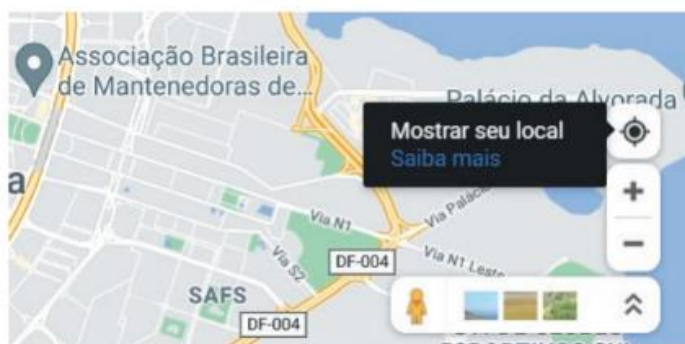 Associação Brasileira
de Mantenedoras de...
Palácio da Alvorada
Mostrar seu local
Saiba mais
a
Via N1
Via Palácio
Via S2
DF-004
Via N1 Leste
SAFS
DF-004